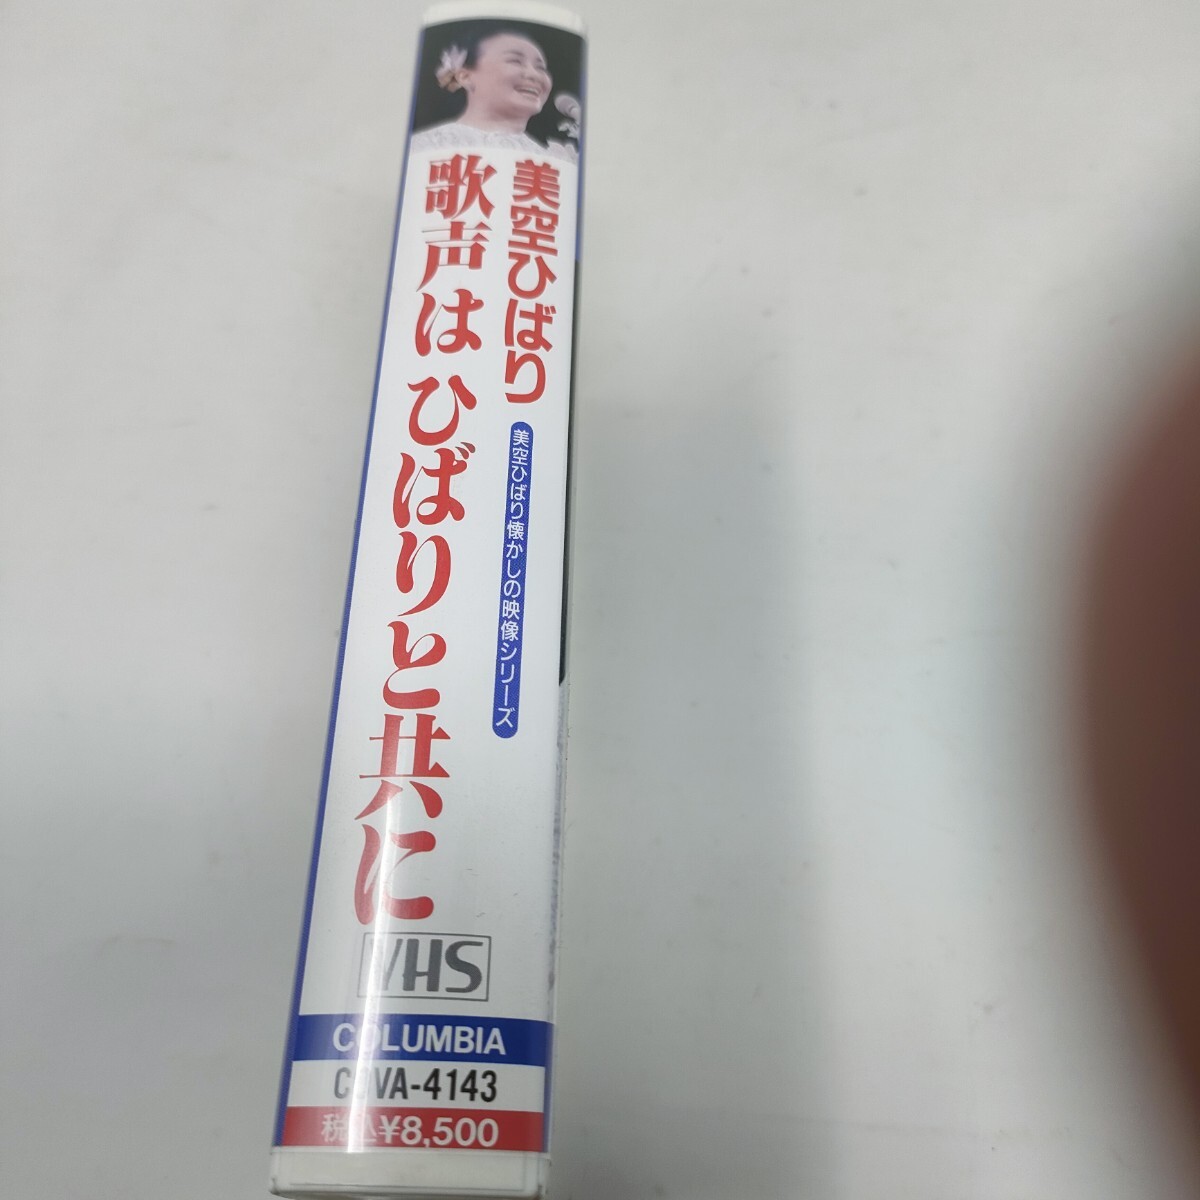 美空ひばり
歌声は ひばりと共に
美空ひばり懐かしの映像シリーズ
VHS
COLUMBIA
COVA-4143
税込¥8,500